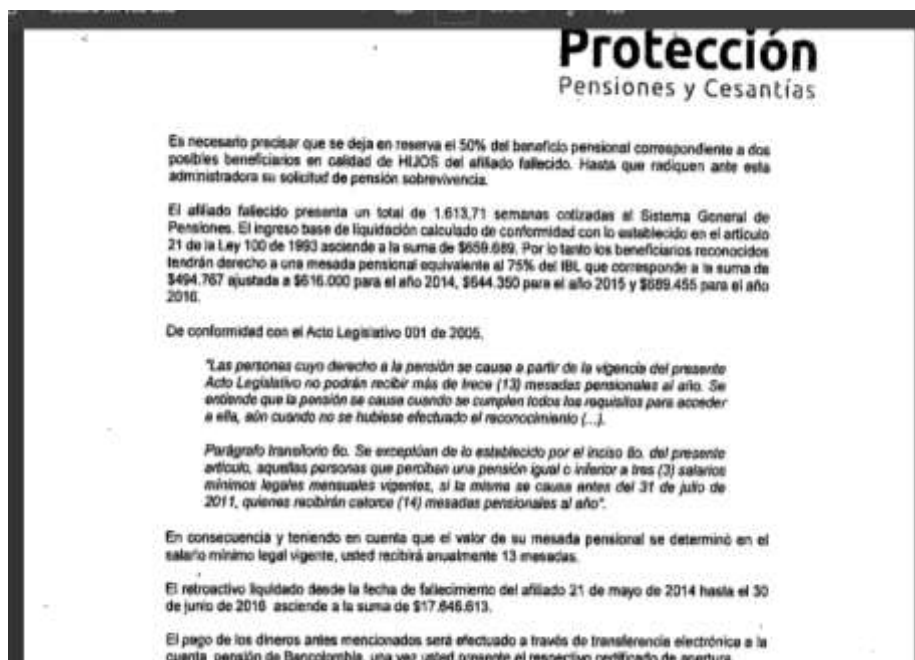 Protección
Pensiones y Cesantías
Es necesario precisar que se deja en reserva el 50% del beneficio pensional correspondiente a dos
posibles beneficiarios en calidad de HIJOS del afiliado fallecido. Hasta que radiquen ante esta
administradora su solicitud de pensión sobrevivencia.
El afiliado fallecido presenta un total de 1.613,71 semanas cotizadas al Sistema General de
Pensiones. El ingreso base de liquidación calculado de conformidad con lo establecido en el artículo
21 de la Ley 100 de 1993 asciende a la suma de $659.689. Por lo tanto los beneficiarios reconocidos
tendrán derecho a una mesada pensional equivalente al 75% del IBL que corresponde a la suma de
$494.767 ajustada a $616.000 para el año 2014, $644.350 para el año 2015 y $689.455 para el año
2016.
De conformidad con el Acto Legislativo 001 de 2005,
"Las personas cuyo derecho a la pensión se cause a partir de la vigencia del presente
Acto Legislativo no podrán recibir más de trece (13) mesadas pensionales al año. Se
entiende que la pensión se cause cuando se cumplen todos los requisitos para acceder
a ella, aún cuando no se hubiese efectuado el reconocimiento (...).
Parágrafo transitorio 6o. Se exceptúan de lo establecido por el inciso 8o. del presente
artículo, aquellas personas que perciben una pensión igual o inferior a tres (3) salarios
mínimos legales mensuales vigentes, si la misma se causa antes del 31 de julio de
2011, quienes recibirán catorce (14) mesadas pensionales al año".
En consecuencia y teniendo en cuenta que el valor de su mesada pensional se determinó en el
salario mínimo legal vigente, usted recibirá anualmente 13 mesadas.
El retroactivo liquidado desde la fecha de fallecimiento del afiliado 21 de mayo de 2014 hasta el 30
de junio de 2016 asciende a la suma de $17.646.613.
El pago de los dineros antes mencionados será efectuado a través de transferencia electrónica a la
cuenta pensión de Bancolombia, una vez usted presente el respectivo certificado de apertura